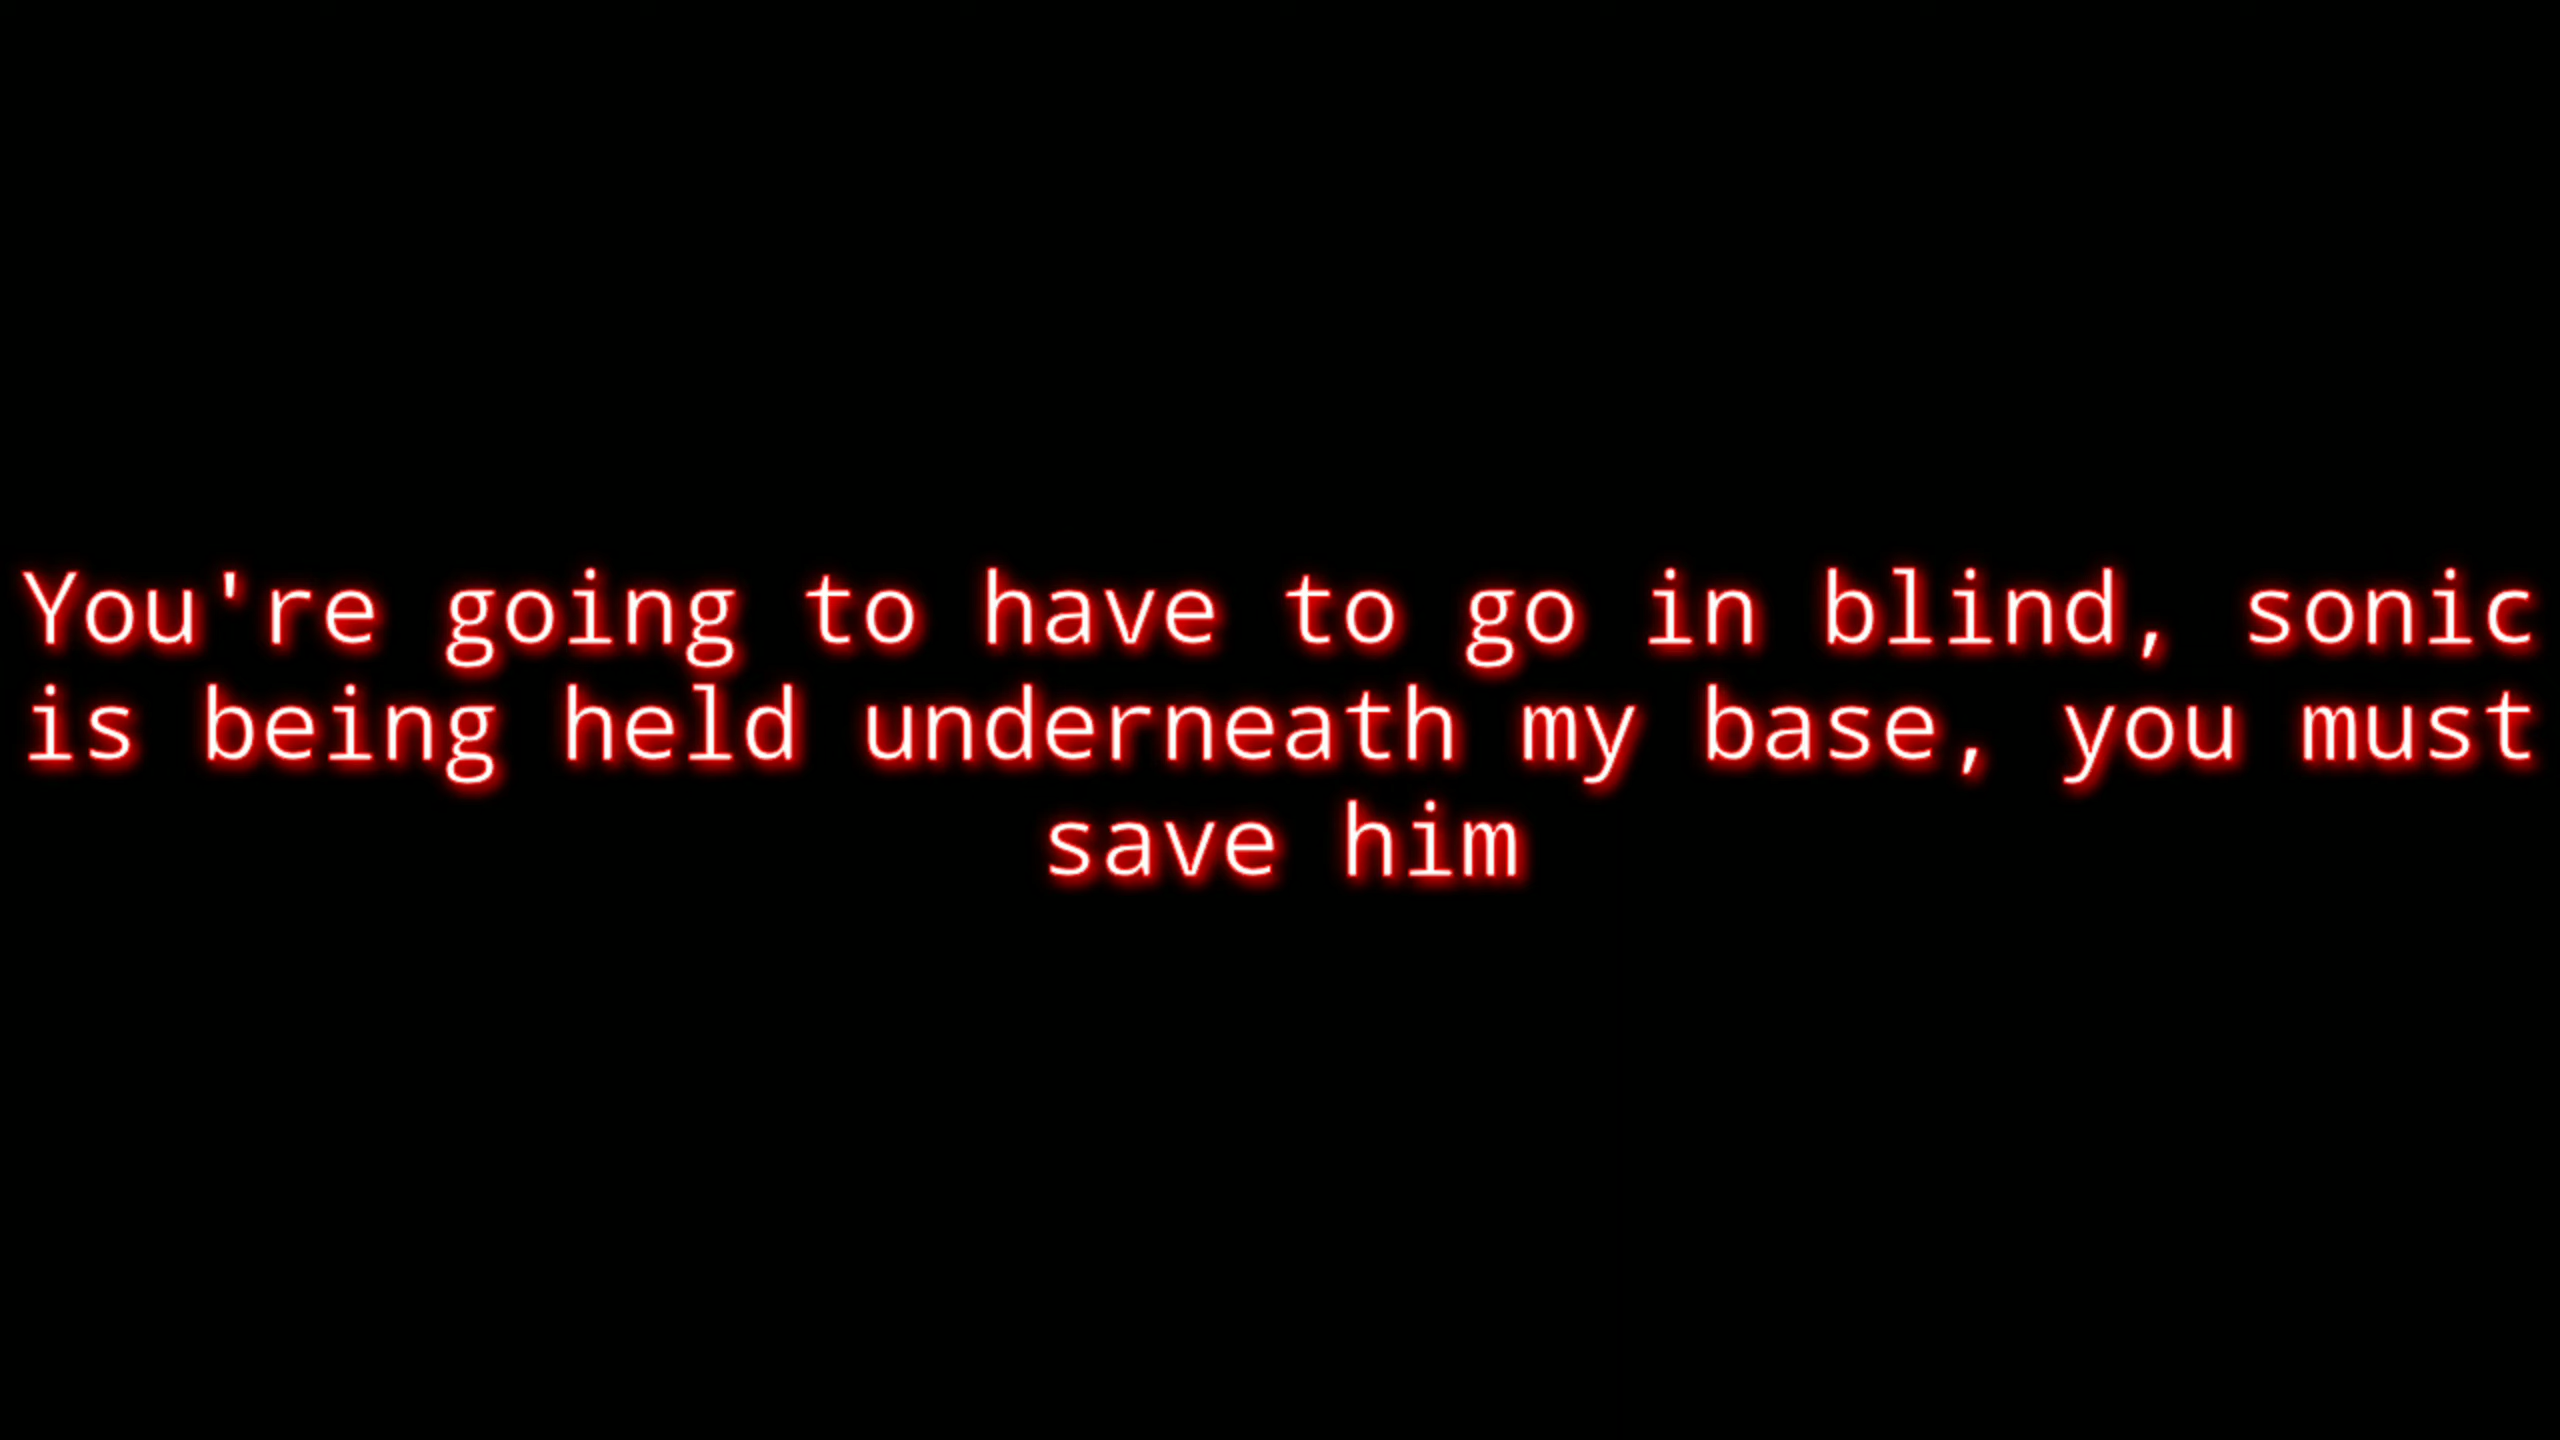 You're going to have to go in blind, sonic
is being held underneath my base, you must
save him